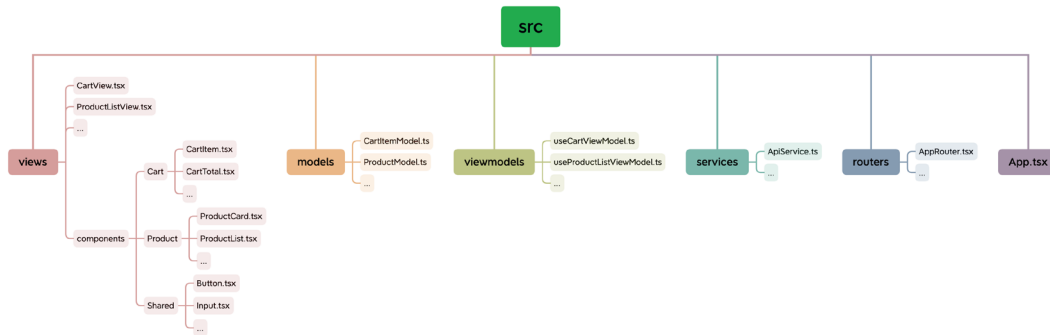 src
views
CartView.tsx
ProductListView.tsx
...
components
Cart
CartItem.tsx
CartTotal.tsx
...
Product
ProductCard.tsx
ProductList.tsx
...
Shared
Button.tsx
Input.tsx
...
models
CartItemModel.ts
ProductModel.ts
...
viewmodels
useCartViewModel.ts
useProductListViewModel.ts
...
services
ApiService.ts
...
routers
AppRouter.tsx
...
App.tsx